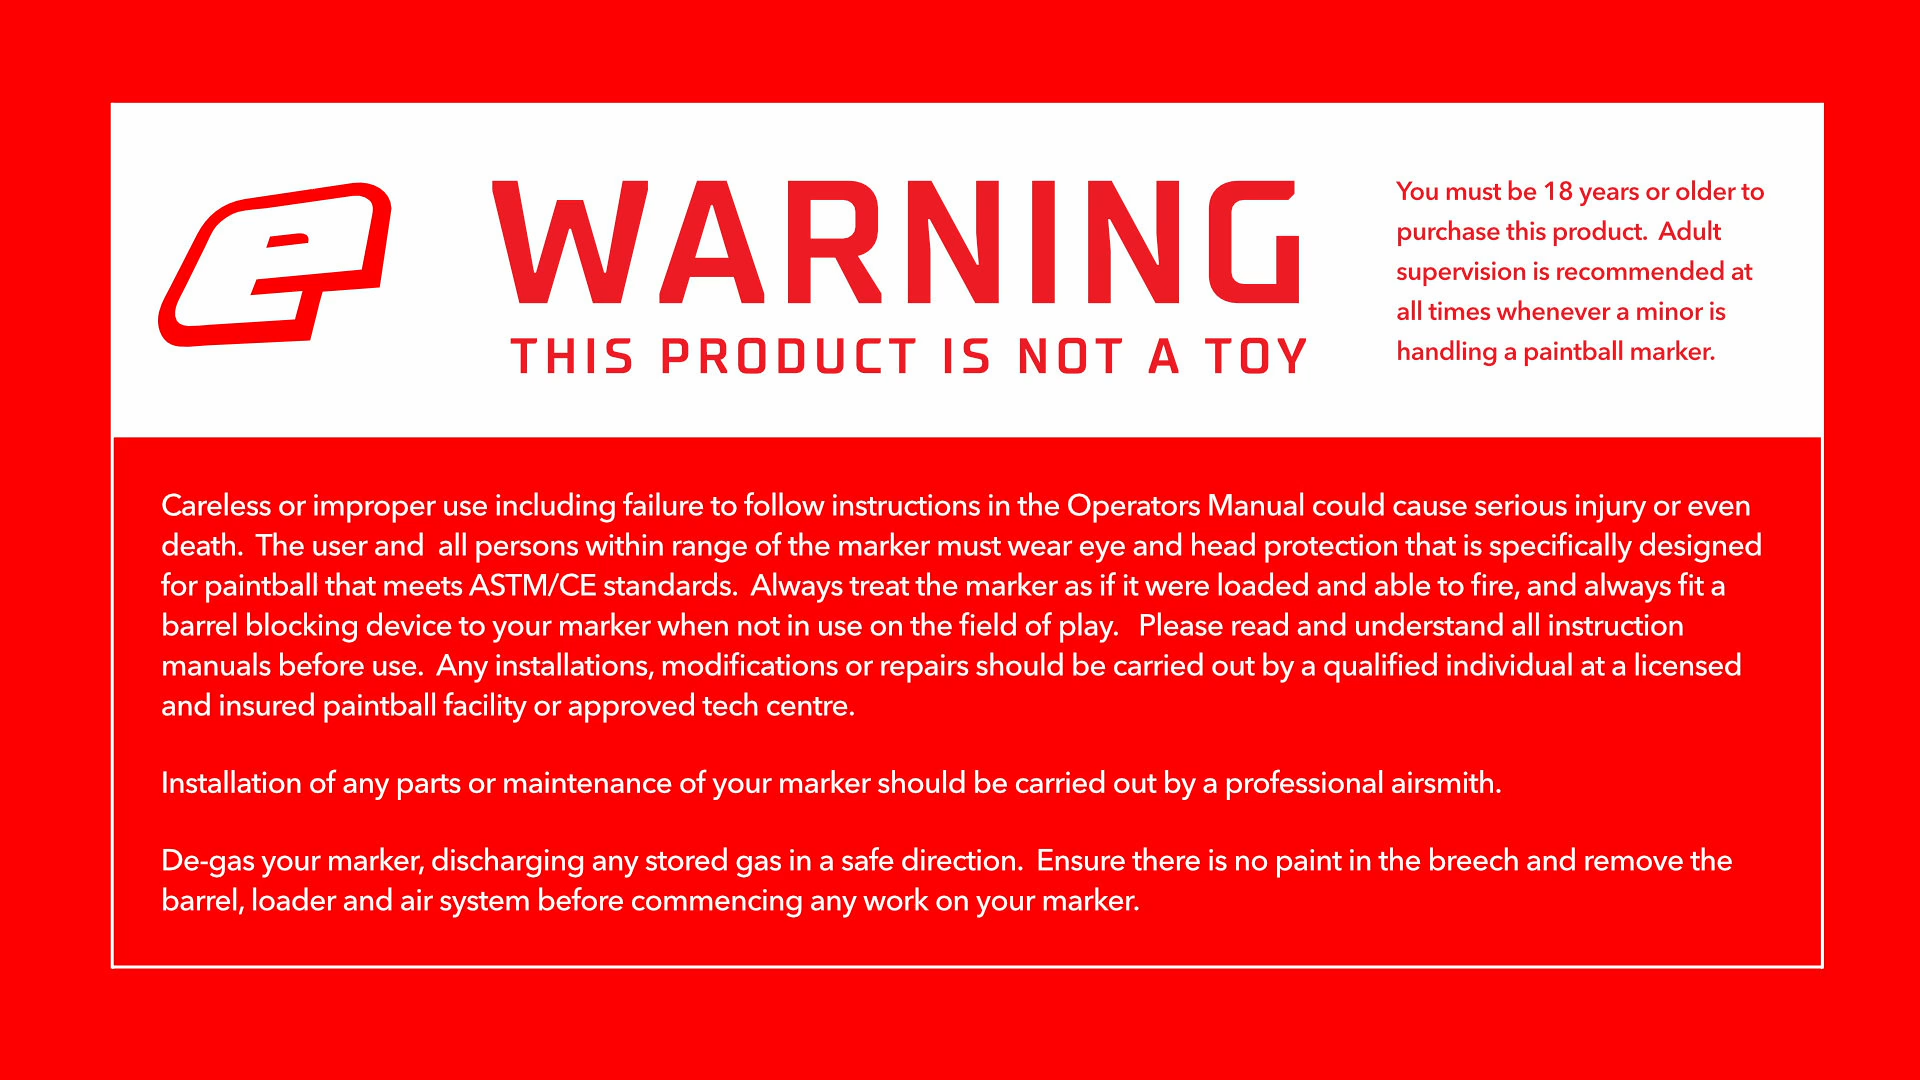 e
WARNING
THIS PRODUCT IS NOT A TOY
You must be 18 years or older to
purchase this product. Adult
supervision is recommended at
all times whenever a minor is
handling a paintball marker.
Careless or improper use including failure to follow instructions in the Operators Manual could cause serious injury or even
death. The user and all persons within range of the marker must wear eye and head protection that is specifically designed
for paintball that meets ASTM/CE standards. Always treat the marker as if it were loaded and able to fire, and always fit a
barrel blocking device to your marker when not in use on the field of play. Please read and understand all instruction
manuals before use. Any installations, modifications or repairs should be carried out by a qualified individual at a licensed
and insured paintball facility or approved tech centre.
Installation of any parts or maintenance of your marker should be carried out by a professional airsmith.
De-gas your marker, discharging any stored gas in a safe direction. Ensure there is no paint in the breech and remove the
barrel, loader and air system before commencing any work on your marker.